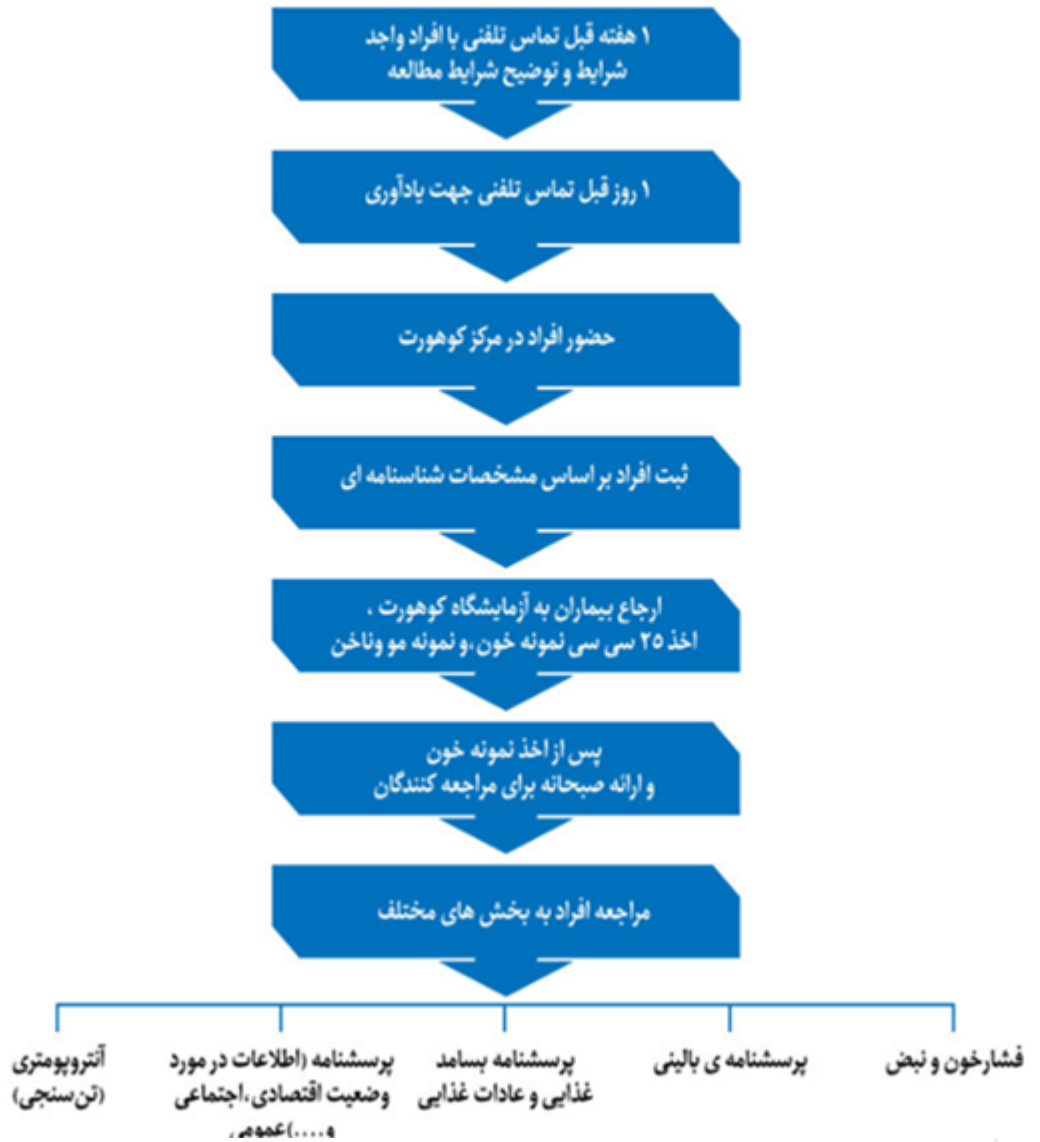 ۱ هفته قبل تماس تلفنی با افراد واجد
شرایط و توضیح شرایط مطالعه
۱ روز قبل تماس تلفنی جهت یادآوری
حضور افراد در مرکز کوهورت
ثبت افراد بر اساس مشخصات شناسنامه ای
ارجاع بیماران به آزمایشگاه کوهورت ،
اخذ ۲۵ سی سی نمونه خون ،و نمونه مو وناخن
پس از اخذ نمونه خون
و ارائه صبحانه برای مراجعه کنندگان
مراجعه افراد به بخش های مختلف
فشارخون و نبض
پرسشنامه ی بالینی
پرسشنامه بسامد
غذایی و عادات غذایی
پرسشنامه (اطلاعات در مورد
وضعیت اقتصادی ،اجتماعی
و....)عمومی
آنتروپومتری
(تن‌سنجی)